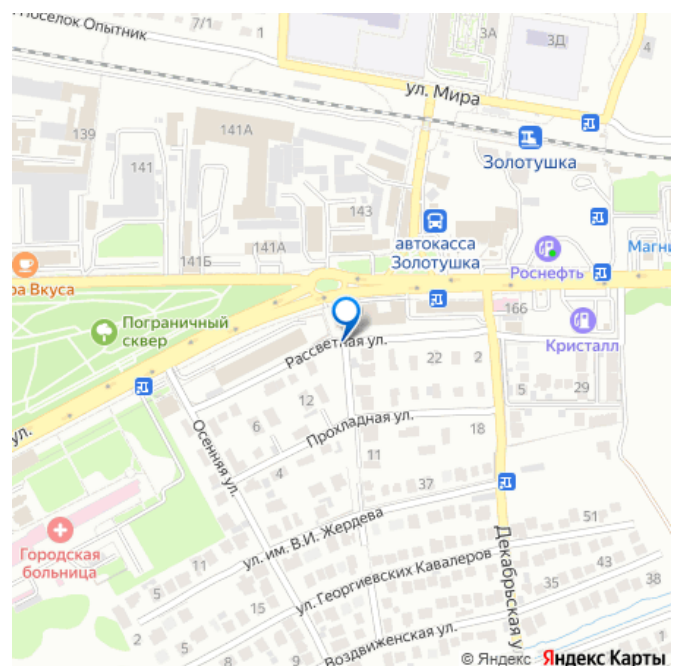 Поселок Опытник
7/1
1
3А
3Д
4
ул. Мира
139
141А
Золотушка
141
143
автокасса
Золотушка
141А
141Б
Магни
ра Вкуса
Роснефть
166
Пограничный
сквер
Кристалл
Рассветная ул.
22
2
5
29
12
6
Прохладная ул.
18
ул.
Осенняя ул.
4
11
37
51
Городская
больница
ул. им. В.И. Жердева
Декабрьская у
11
5
ул. Георгиевских Кавалеров
35
43
38
15
2
9
1
Воздвиженская ул.
© Яндекс Яндекс Карты